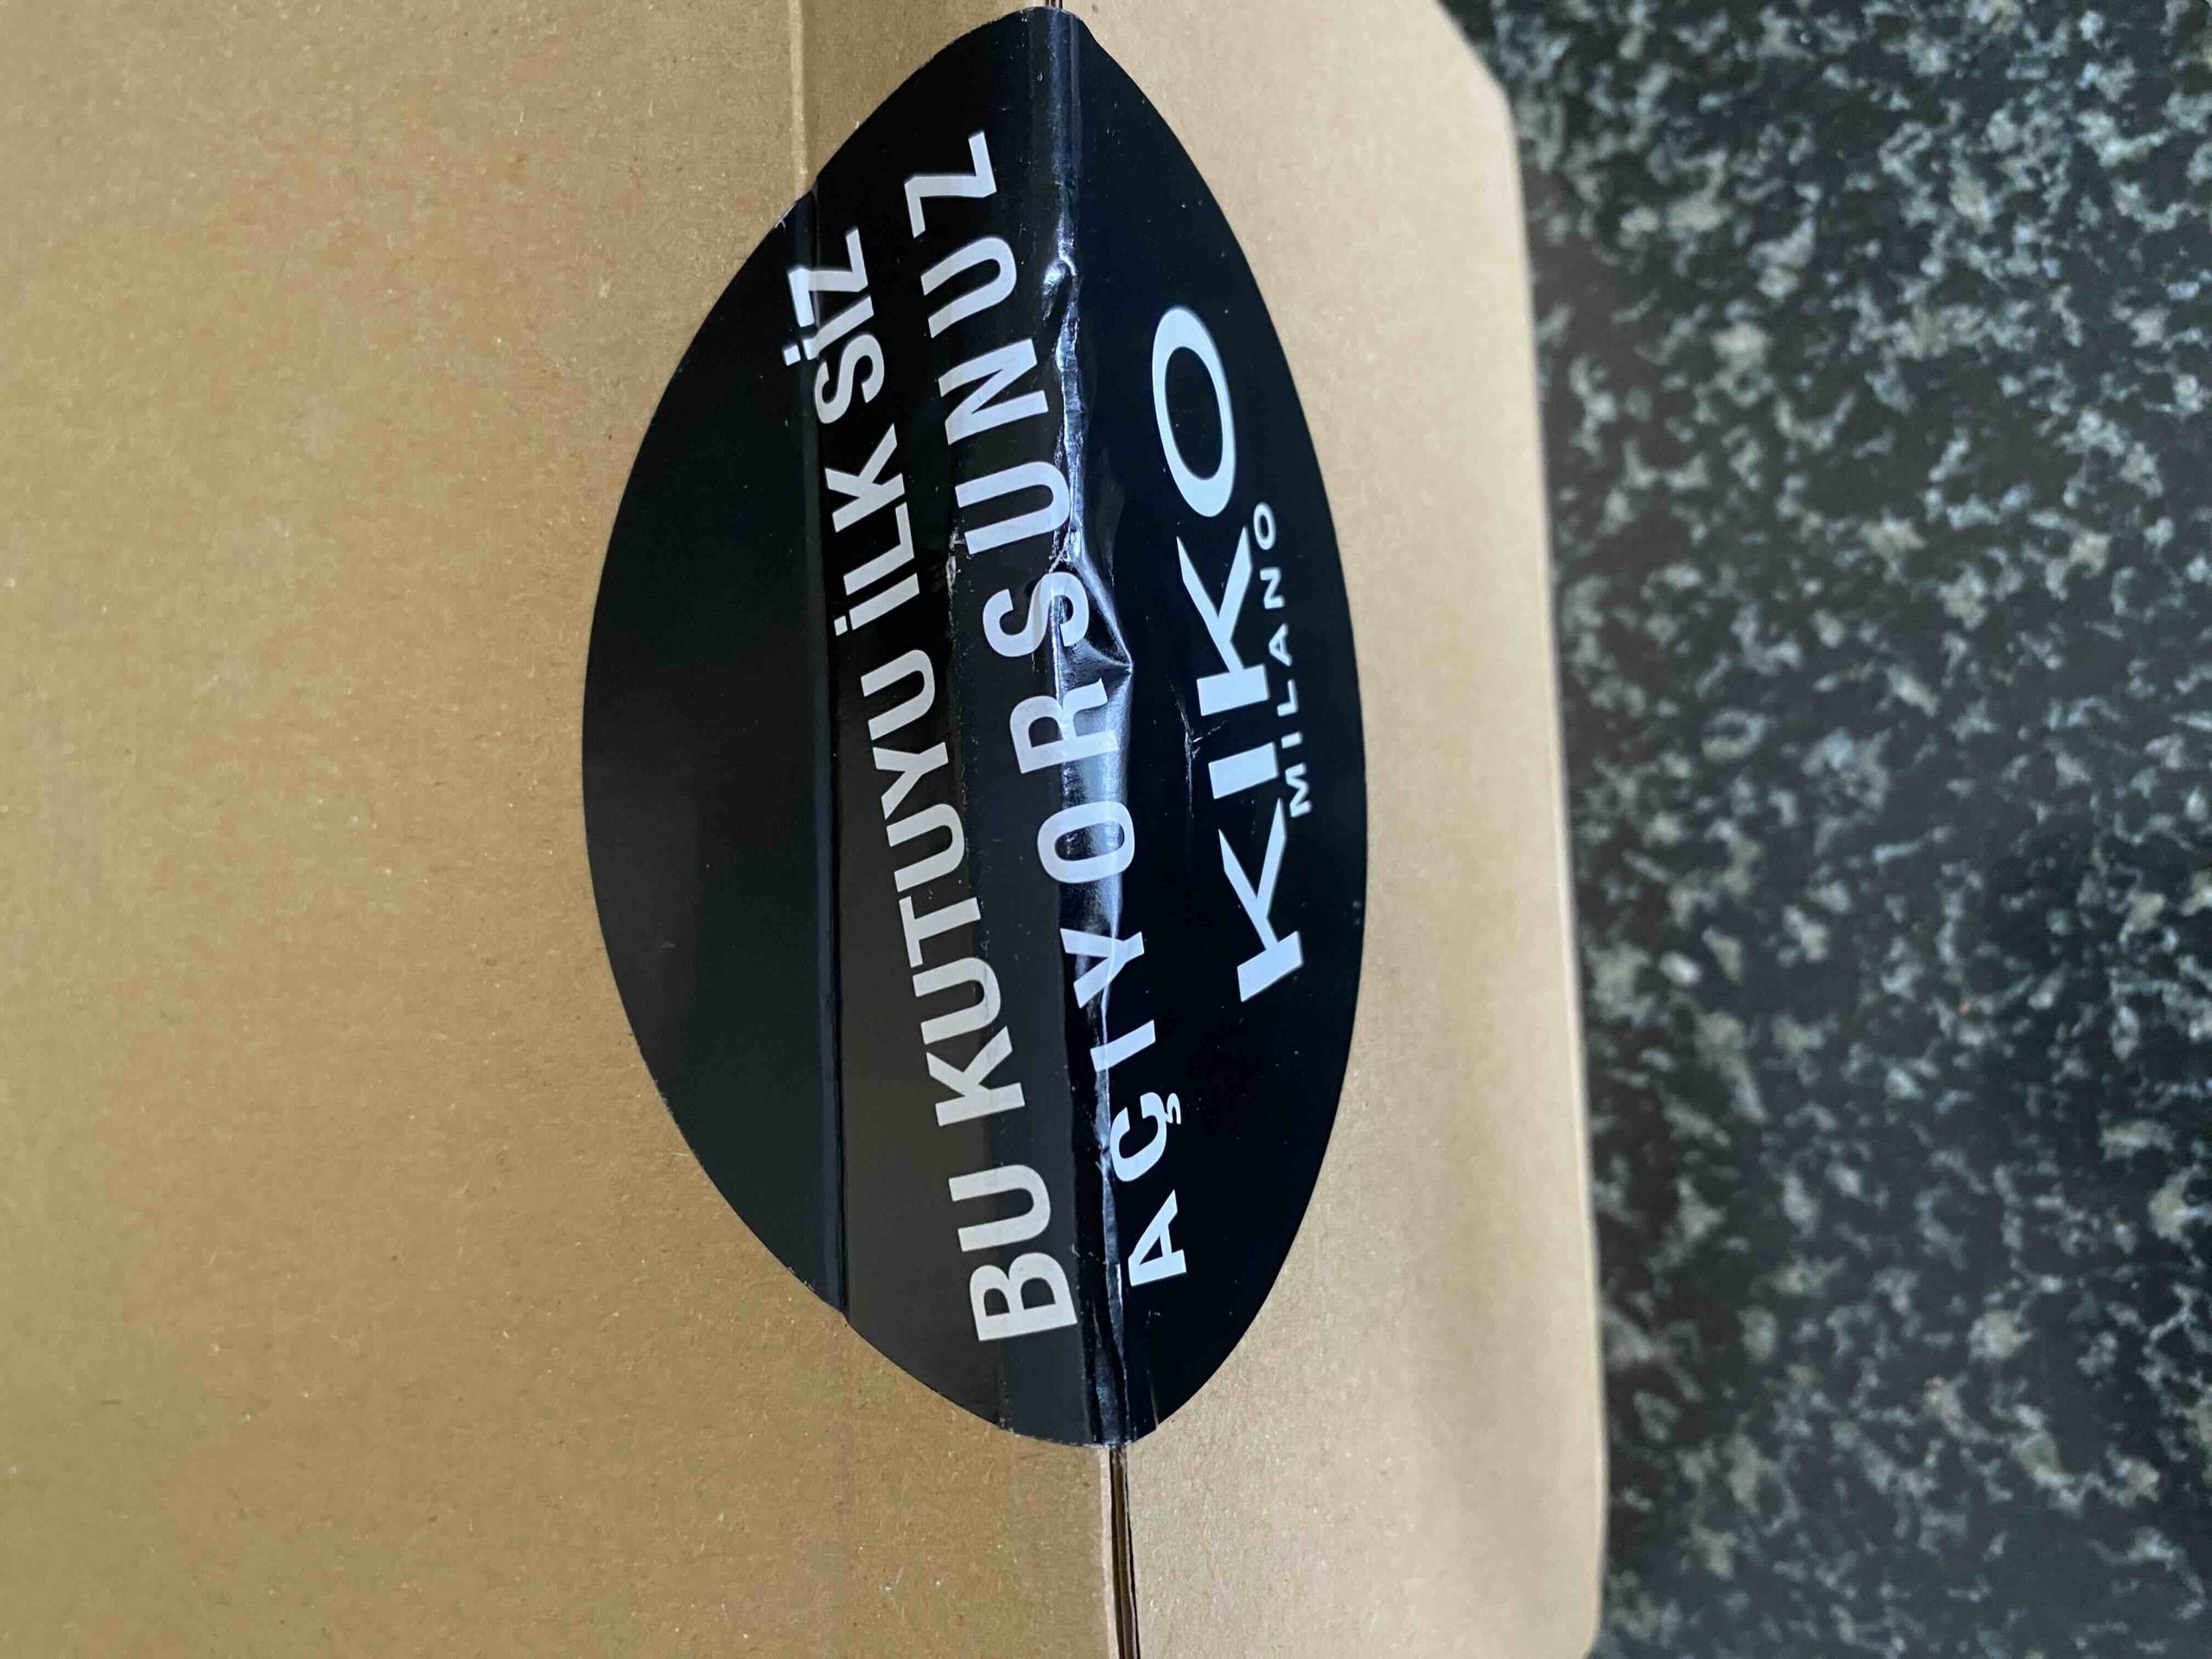 BU KUTUYU İLK SİZ
AÇIYORSUNUZ
KIKO
MILANO